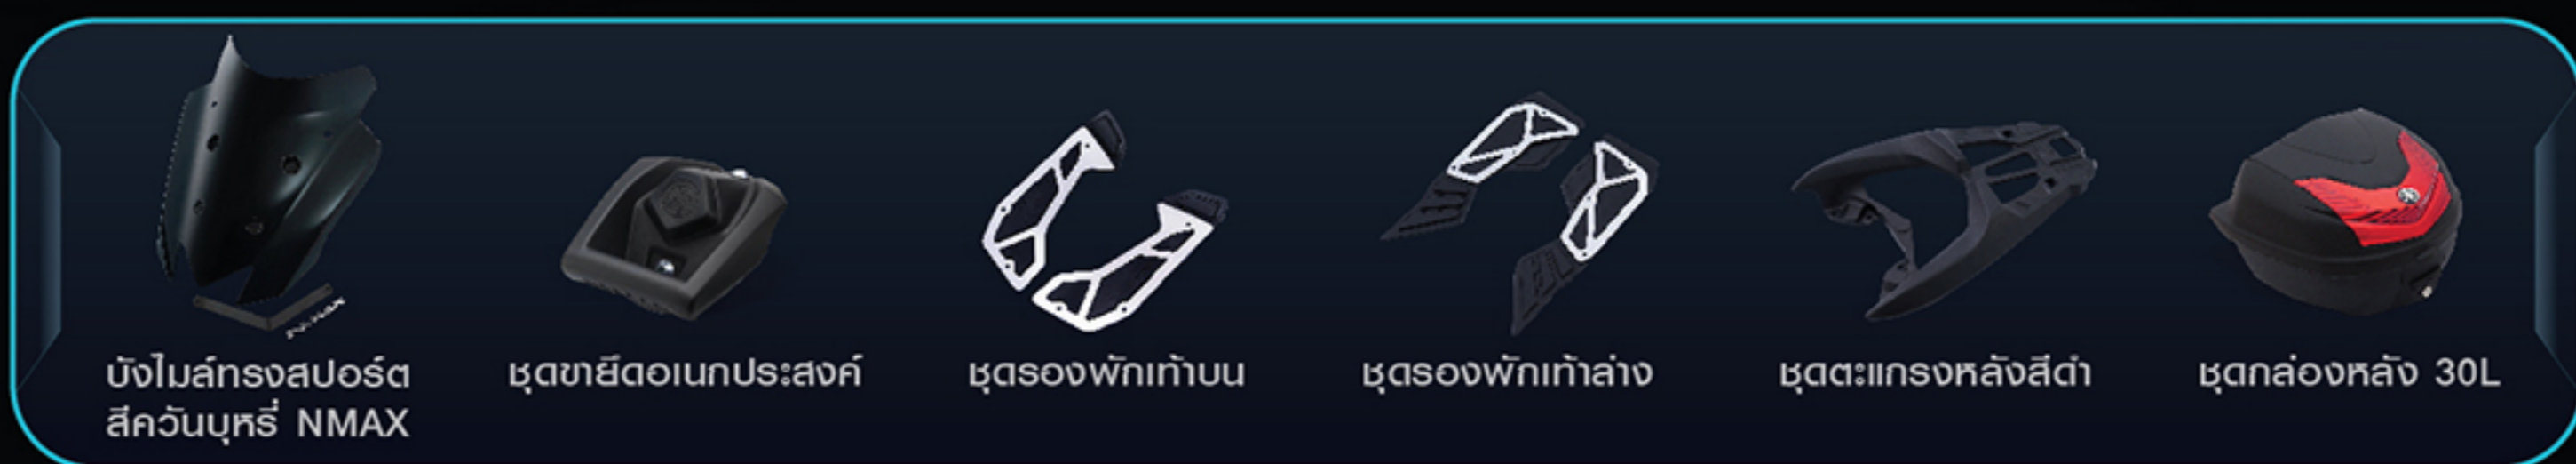 บังไมล์ทรงสปอร์ต
สีควันบุหรี่ NMAX
ชุดขายึดอเนกประสงค์
ชุดรองพักเท้าบน
ชุดรองพักเท้าล่าง
ชุดตะแกรงหลังสีดำ
ชุดกล่องหลัง 30L
NMAX